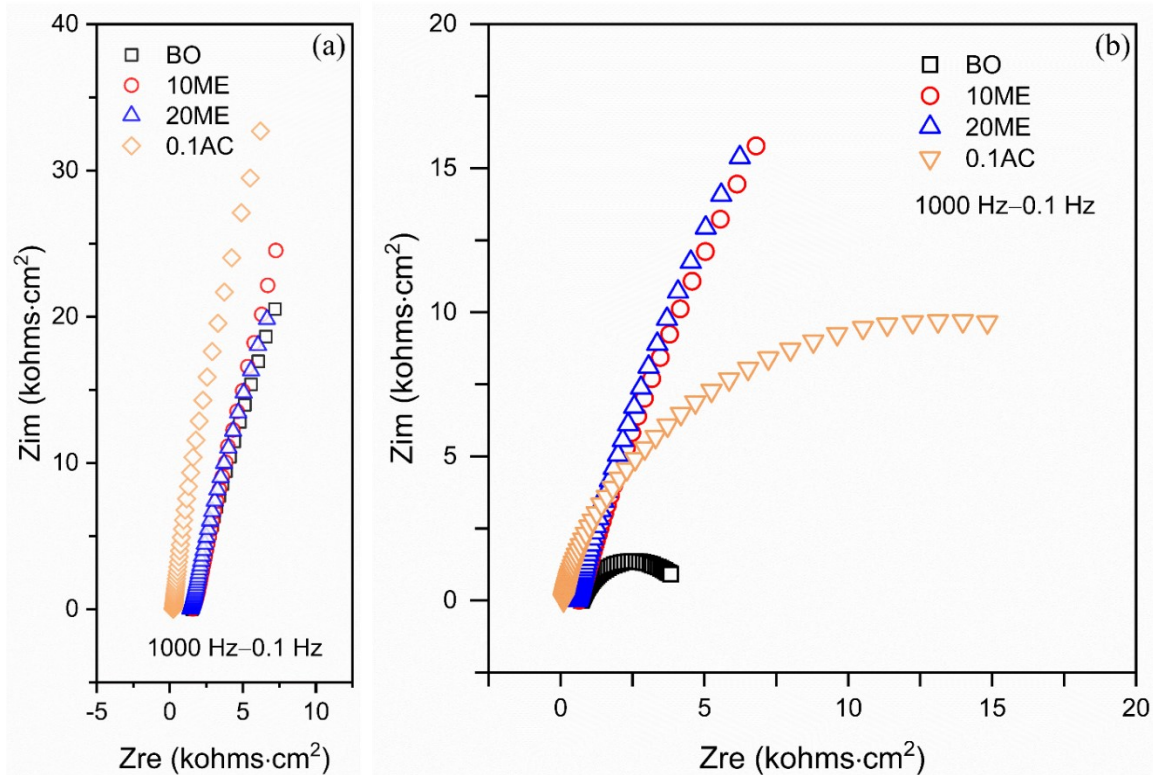 (a)
BO
10ME
20ME
0.1AC
40
30
20
10
0
Zim (kohms·cm²)
1000 Hz–0.1 Hz
-5
0
5
10
Zre (kohms·cm²)
(b)
BO
10ME
20ME
0.1AC
1000 Hz–0.1 Hz
20
15
10
5
0
Zim (kohms·cm²)
0
5
10
15
20
Zre (kohms·cm²)